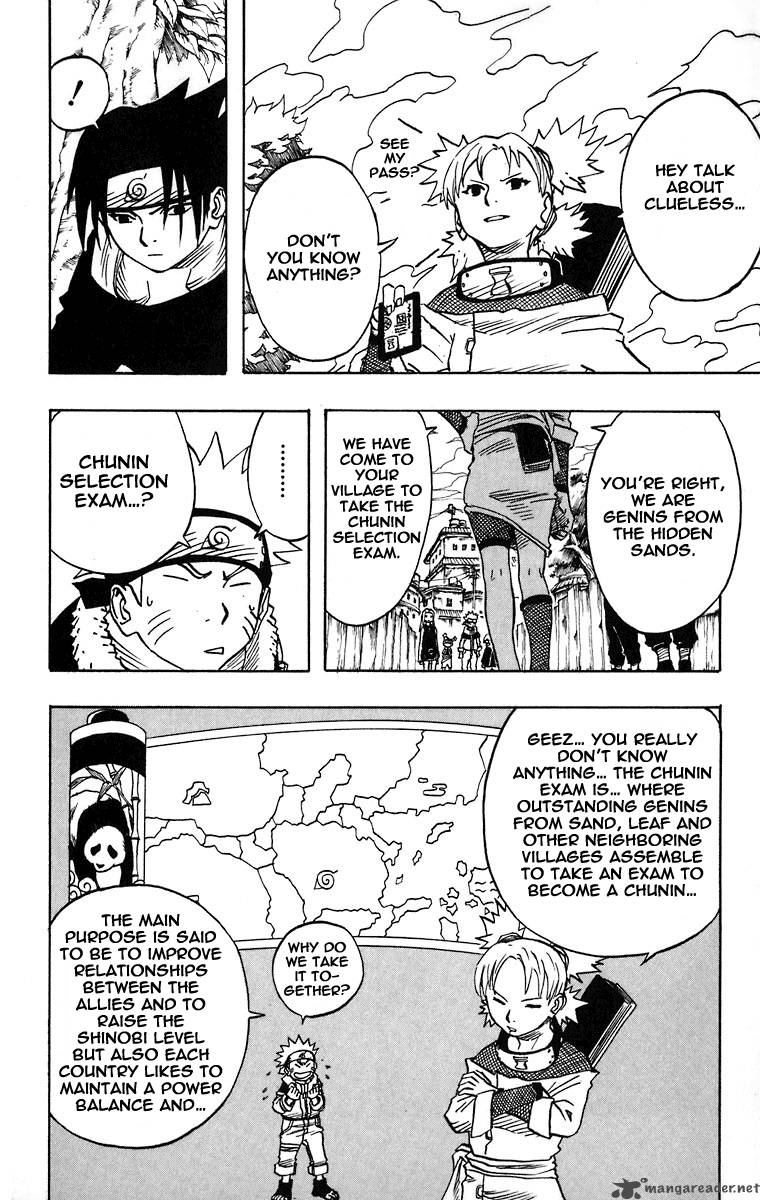 HEY TALK
ABOUT
CLUELESS...
SEE
MY
PASS?
DON'T
YOU KNOW
ANYTHING?
!
YOU'RE RIGHT,
WE ARE
GENINS FROM
THE HIDDEN
SANDS.
WE HAVE
COME TO
YOUR
VILLAGE TO
TAKE THE
CHUNIN
SELECTION
EXAM.
.........
CHUNIN
SELECTION
EXAM...?
GEEZ... YOU REALLY
DON'T KNOW
ANYTHING... THE CHUNIN
EXAM IS... WHERE
OUTSTANDING GENINS
FROM SAND, LEAF AND
OTHER NEIGHBORING
VILLAGES ASSEMBLE
TO TAKE AN EXAM TO
BECOME A CHUNIN...
WHY DO
WE TAKE
IT TO-
GETHER?
THE MAIN
PURPOSE IS SAID
TO BE TO IMPROVE
RELATIONSHIPS
BETWEEN THE
ALLIES AND TO
RAISE THE
SHINOBI LEVEL
BUT ALSO EACH
COUNTRY LIKES TO
MAINTAIN A POWER
BALANCE AND...
mangareader.net